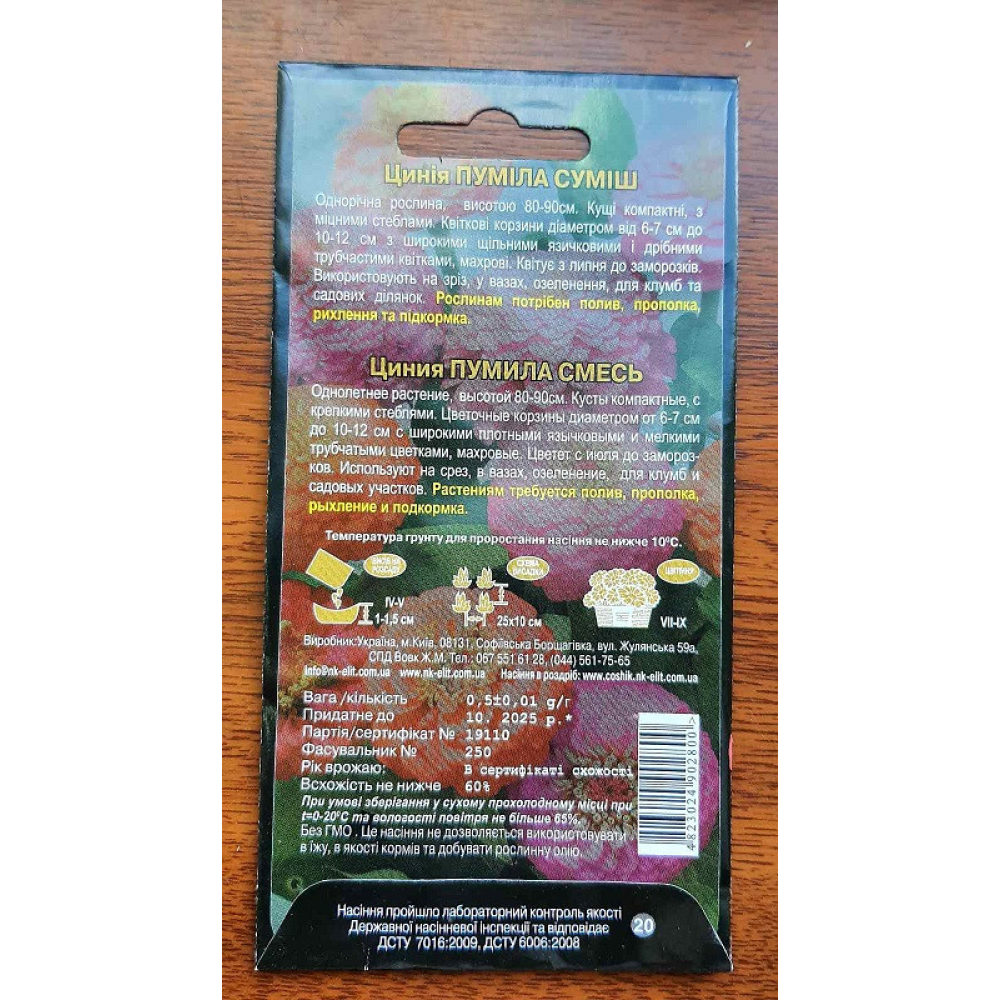 Цинія ПУМІЛА СУМІШ
Однорічна рослина, висотою 80-90см. Кущі компактні, з
міцними стеблами. Квіткові корзини діаметром від 6-7 см до
10-12 см з широкими щільними язичковими і дрібними
трубчастими квітками, махрові. Квітує з липня до заморозків.
Використовують на зріз, у вазах, озеленення, для клумб та
садових ділянок. Рослинам потрібен полив, прополка,
рихлення та підкормка.
Циния ПУМИЛА СМЕСЬ
Однолетнее растение, высотой 80-90см. Кусты компактные, с
крепкими стеблями. Цветочные корзины диаметром от 6-7 см
до 10-12 см с широкими плотными язычковыми и мелкими
трубчатыми цветками, махровые. Цветет с июля до замороз-
ков. Используют на срез, в вазах, озеленение, для клумб и
садовых участков. Растениям требуется полив, прополка,
рыхление и подкормка.
Температура грунту для проростання насіння не нижче 10⁰С.
ВИСІВ НА РОЗСАДУ
СХЕМА ВИСАДКИ
ЦВІТІННЯ
IV-V
1-1,5 см
25x10 см
VII-IX
Виробник:Україна, м.Київ, 08131, Софіївська Борщагівка, вул. Жулянська 59а,
СПД Вовк Ж.М. Тел.: 067 551 61 28, (044) 561-75-65
info@nk-elit.com.ua www.nk-elit.com.ua Насіння в роздріб: www.coshik.nk-elit.com.ua
Вага /кількість 0,5±0,01 g/г
Придатне до 10. 2025 р.*
Партія/сертифікат № 19110
Фасувальник № 250
Рік врожаю: В сертифікаті схожості
Всхожість не нижче 60%
При умові зберігання у сухому прохолодному місці при
t=0-20°С та вологості повітря не більше 65%.
Без ГМО . Це насіння не дозволяється використовувати
в їжу, в якості кормів та добувати рослинну олію.
4823024902800>
Насіння пройшло лабораторний контроль якості
Державної насінневої Інспекції та відповідає
ДСТУ 7016:2009, ДСТУ 6006:2008
20